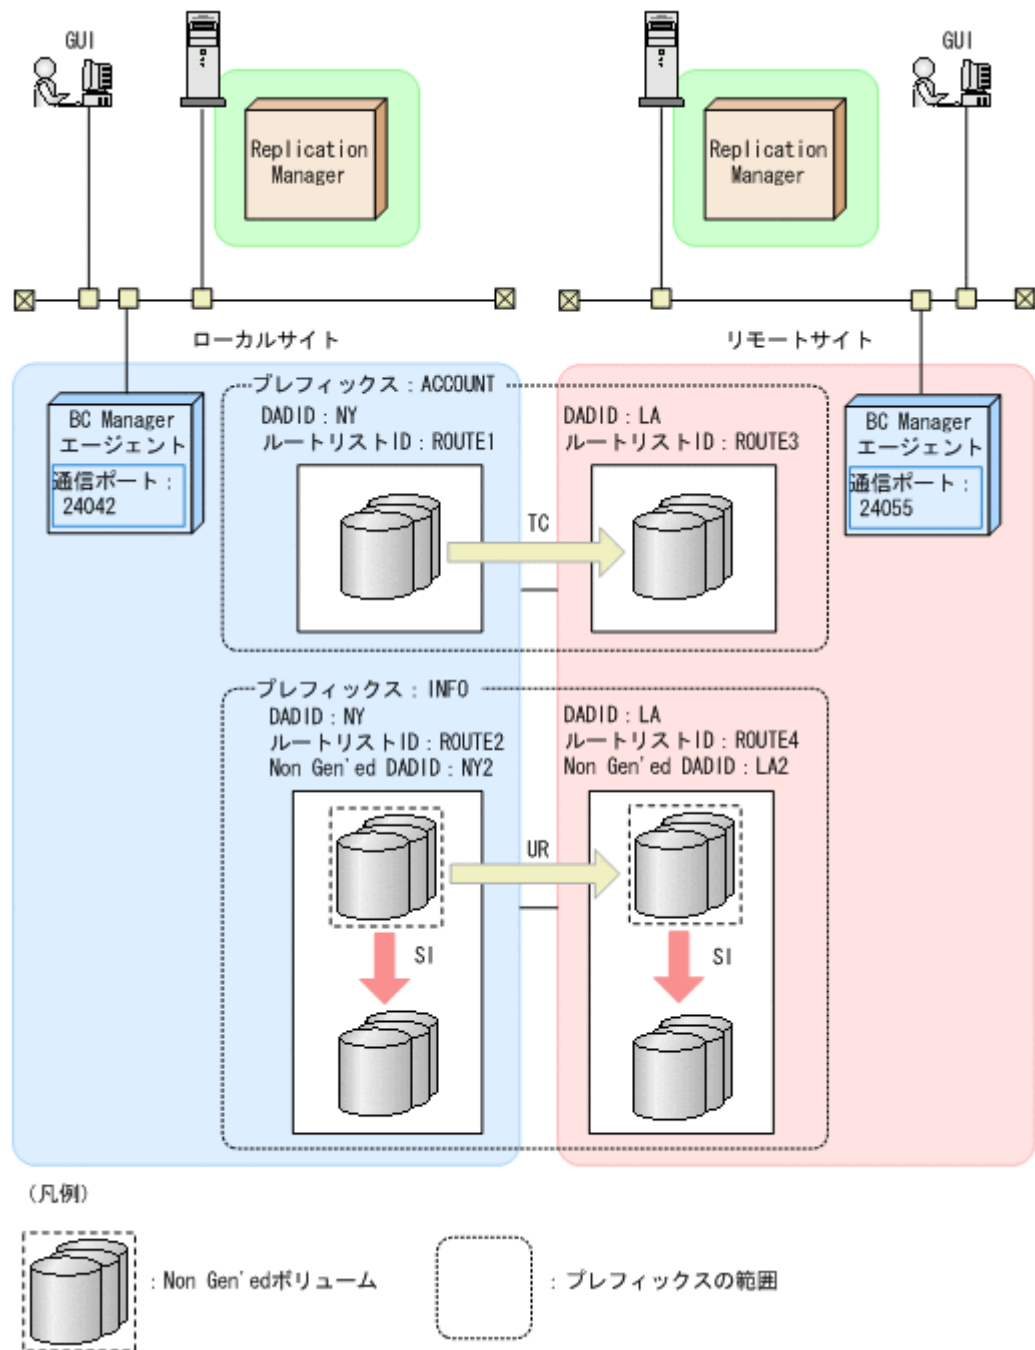 GUI
GUI
Replication
Manager
Replication
Manager
ローカルサイト
リモートサイト
プレフィックス：ACCOUNT
DADID：NY
ルートリストID：ROUTE1
DADID：LA
ルートリストID：ROUTE3
BC Manager
エージェント
通信ポート：
24042
BC Manager
エージェント
通信ポート：
24055
TC
プレフィックス：INFO
DADID：NY
ルートリストID：ROUTE2
Non Gen'ed DADID：NY2
DADID：LA
ルートリストID：ROUTE4
Non Gen'ed DADID：LA2
UR
SI
SI
(凡例)
：Non Gen'edボリューム
：プレフィックスの範囲